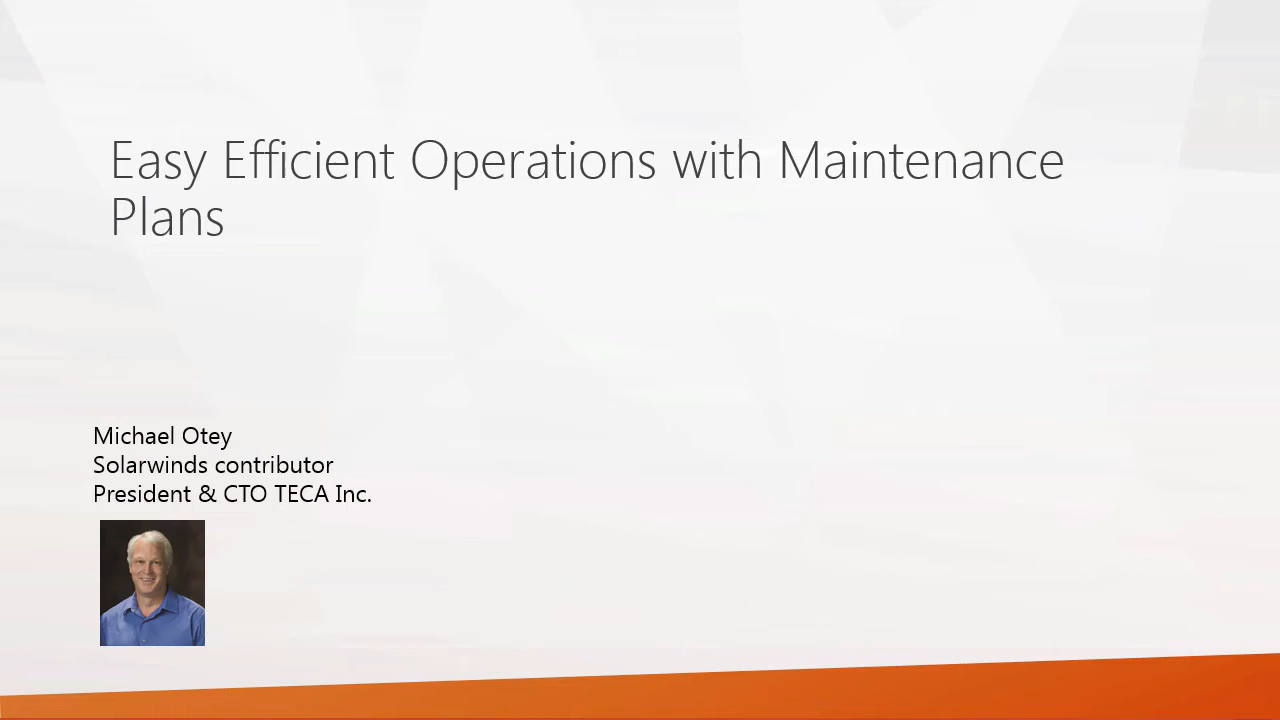 Easy Efficient Operations with Maintenance
Plans
Michael Otey
Solarwinds contributor
President & CTO TECA Inc.